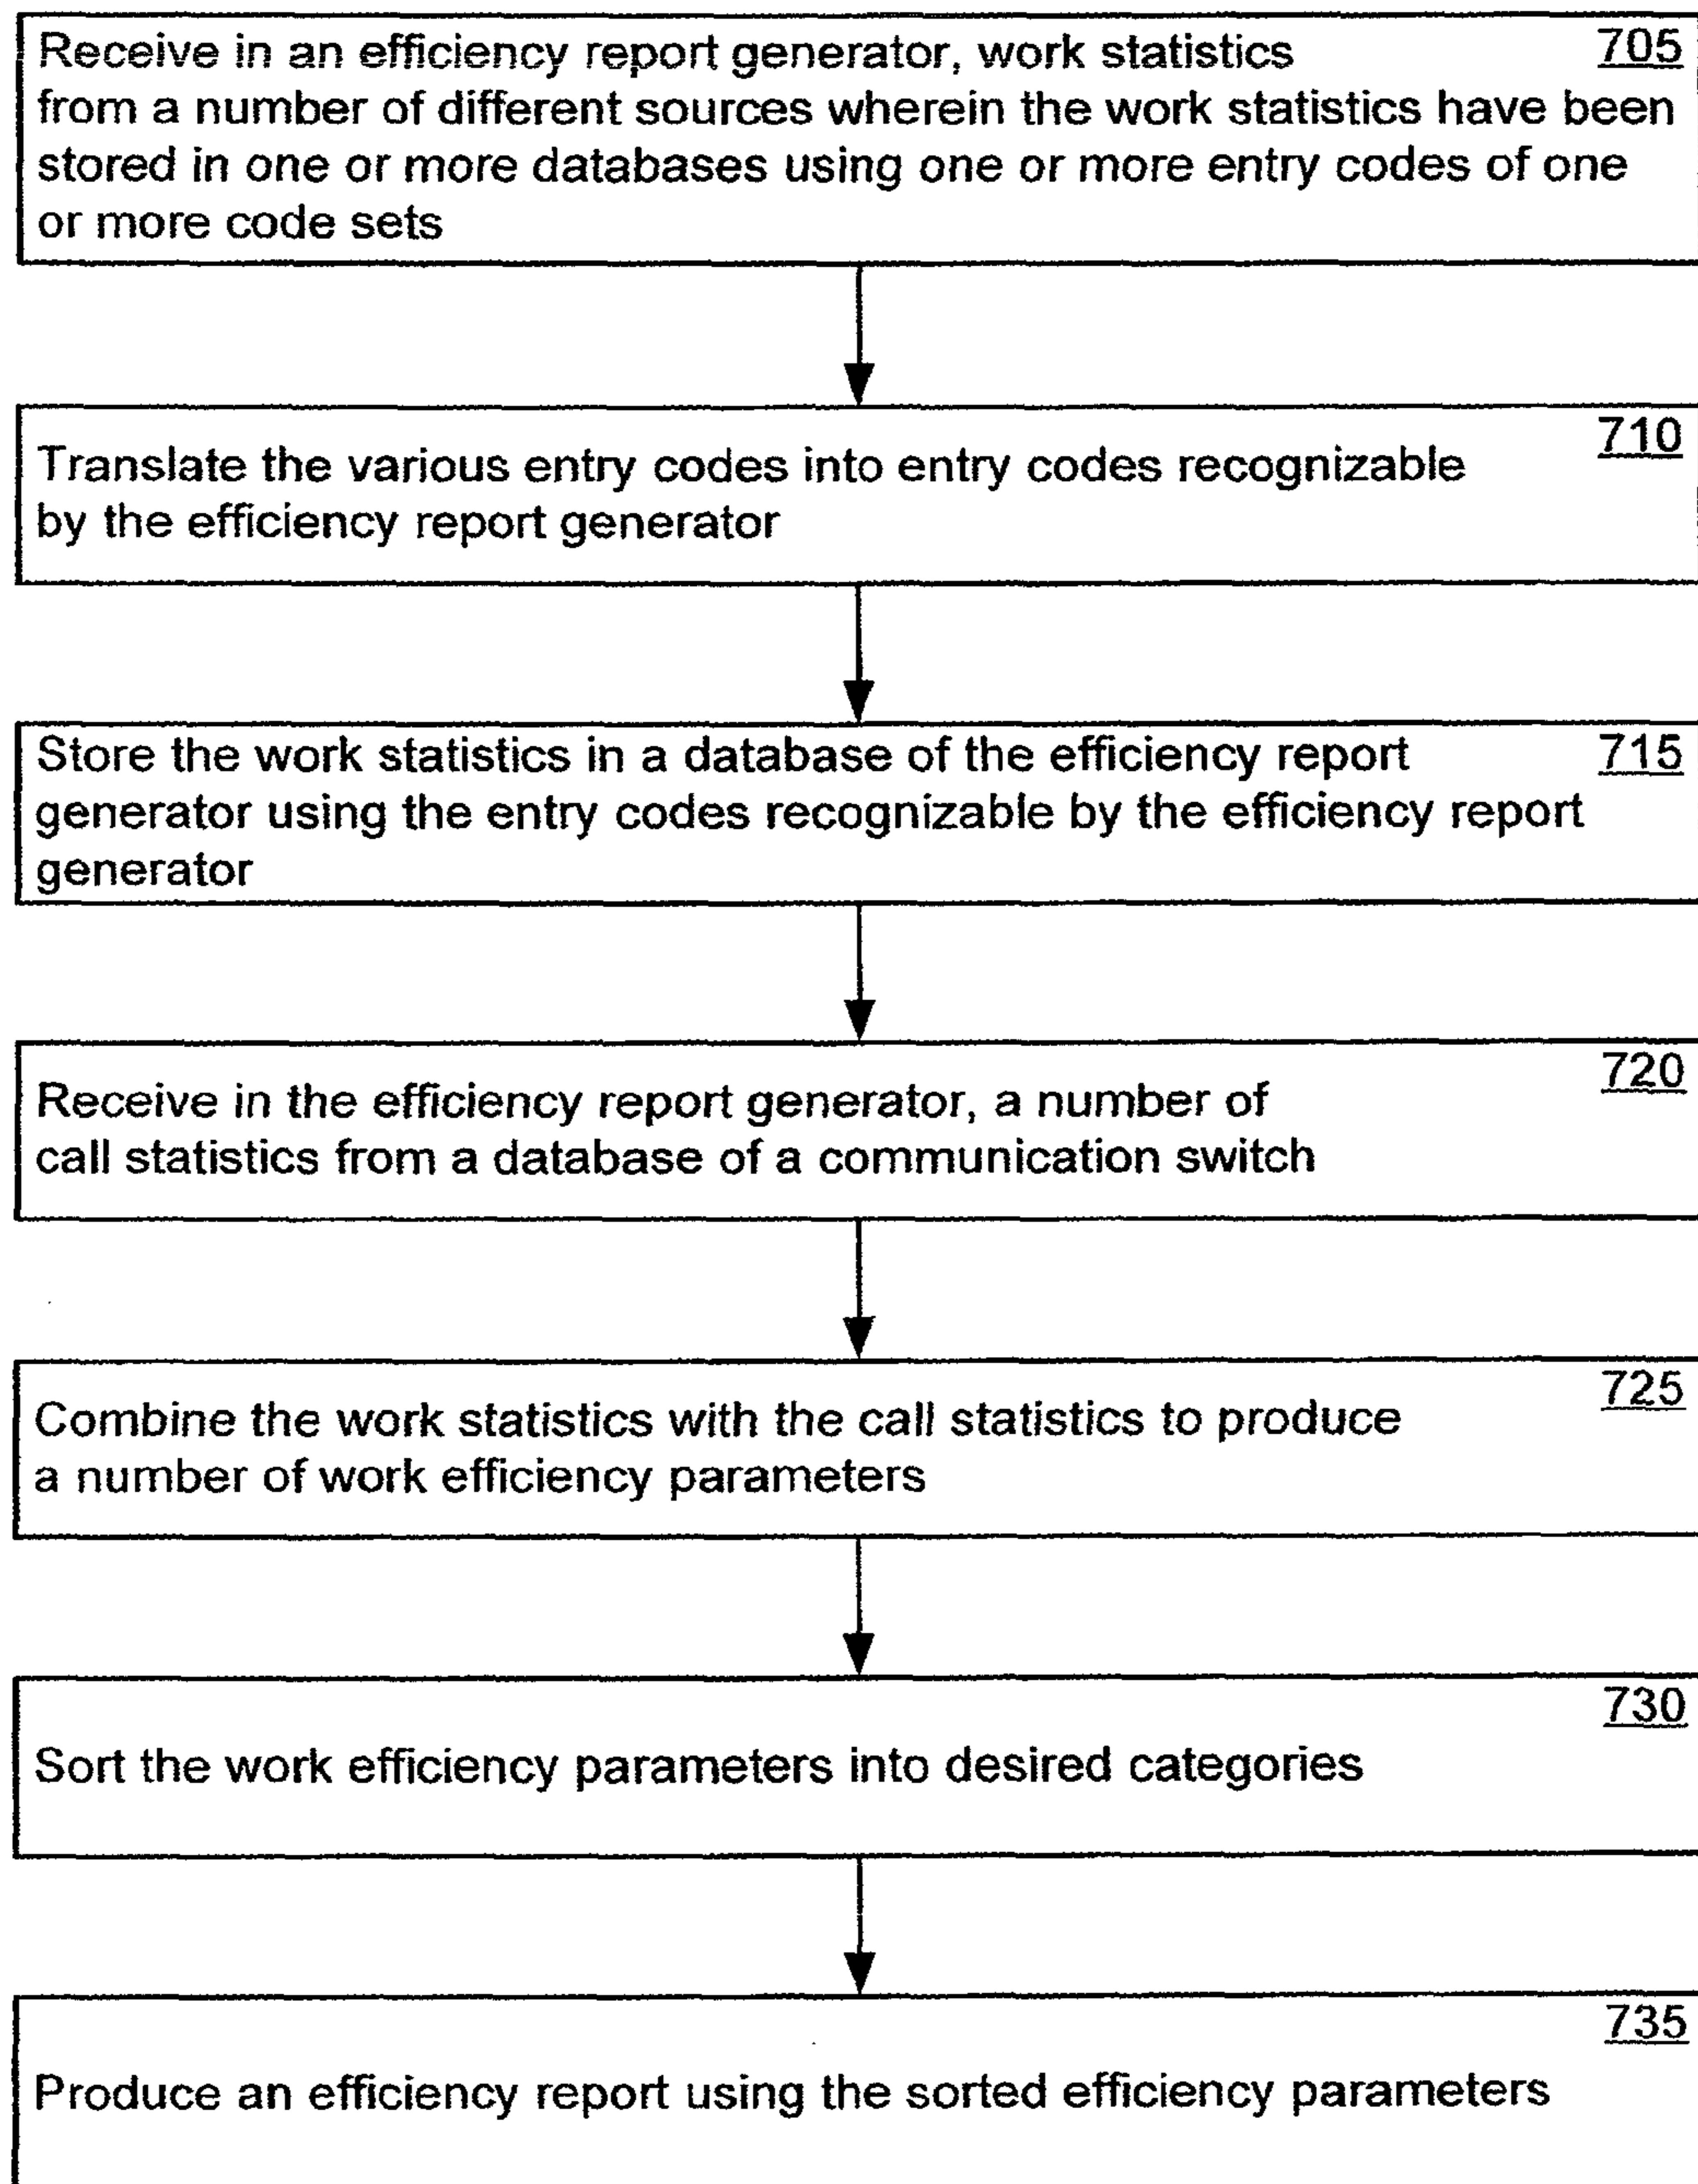 Receive in an efficiency report generator, work statistics 705
from a number of different sources wherein the work statistics have been
stored in one or more databases using one or more entry codes of one
or more code sets
710
Translate the various entry codes into entry codes recognizable
by the efficiency report generator
Store the work statistics in a database of the efficiency report 715
generator using the entry codes recognizable by the efficiency report
generator
720
Receive in the efficiency report generator, a number of
call statistics from a database of a communication switch
725
Combine the work statistics with the call statistics to produce
a number of work efficiency parameters
730
Sort the work efficiency parameters into desired categories
735
Produce an efficiency report using the sorted efficiency parameters